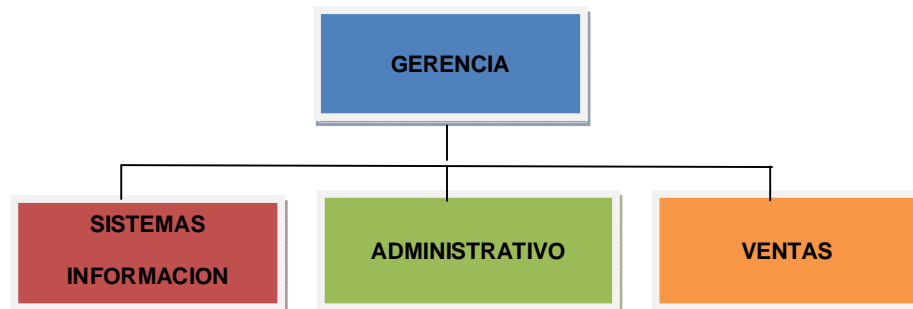 GERENCIA
SISTEMAS
INFORMACION
ADMINISTRATIVO
VENTAS